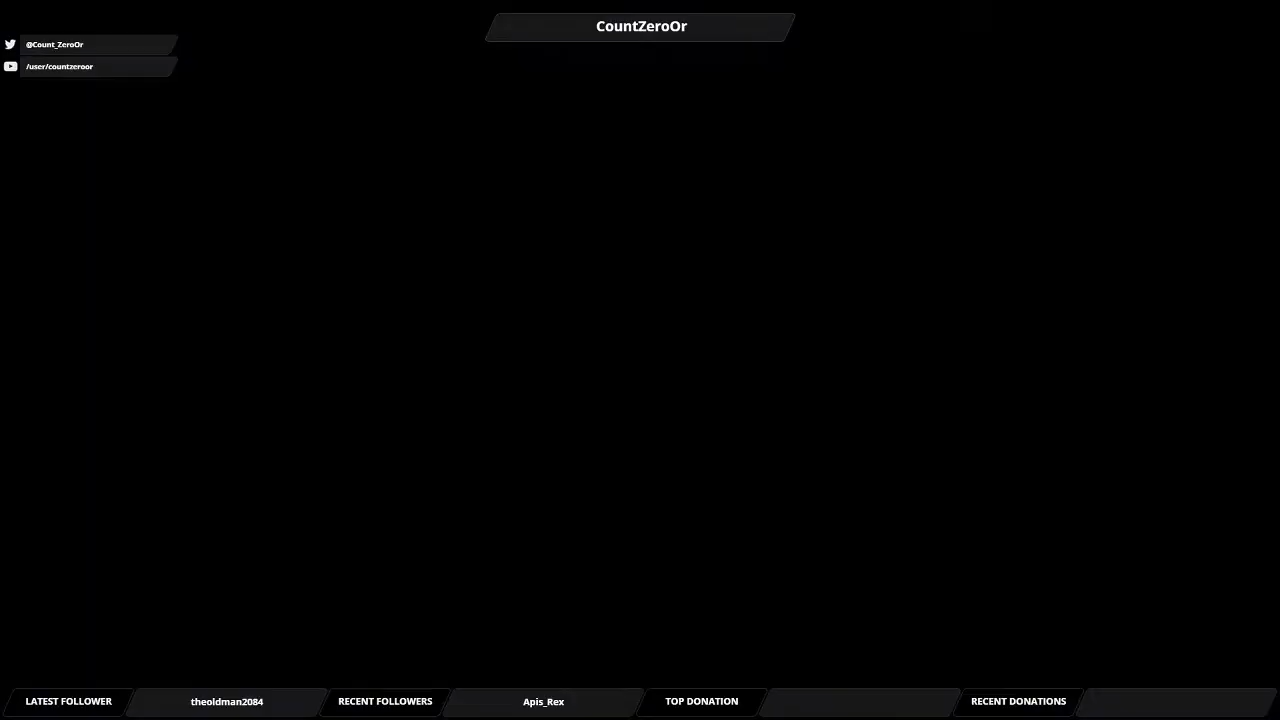 CountZeroOr
@Count_ZeroOr
/user/countzeroor
LATEST FOLLOWER theoldman2084 RECENT FOLLOWERS Apis_Rex TOP DONATION RECENT DONATIONS